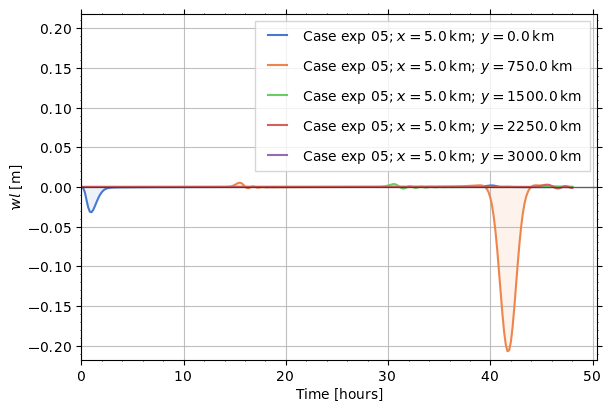 0.20
0.15
0.10
0.05
0.00
−0.05
−0.10
−0.15
−0.20
wl [m]
Case exp 05; x = 5.0 km; y = 0.0 km
Case exp 05; x = 5.0 km; y = 750.0 km
Case exp 05; x = 5.0 km; y = 1500.0 km
Case exp 05; x = 5.0 km; y = 2250.0 km
Case exp 05; x = 5.0 km; y = 3000.0 km
0 10 20 30 40 50
Time [hours]